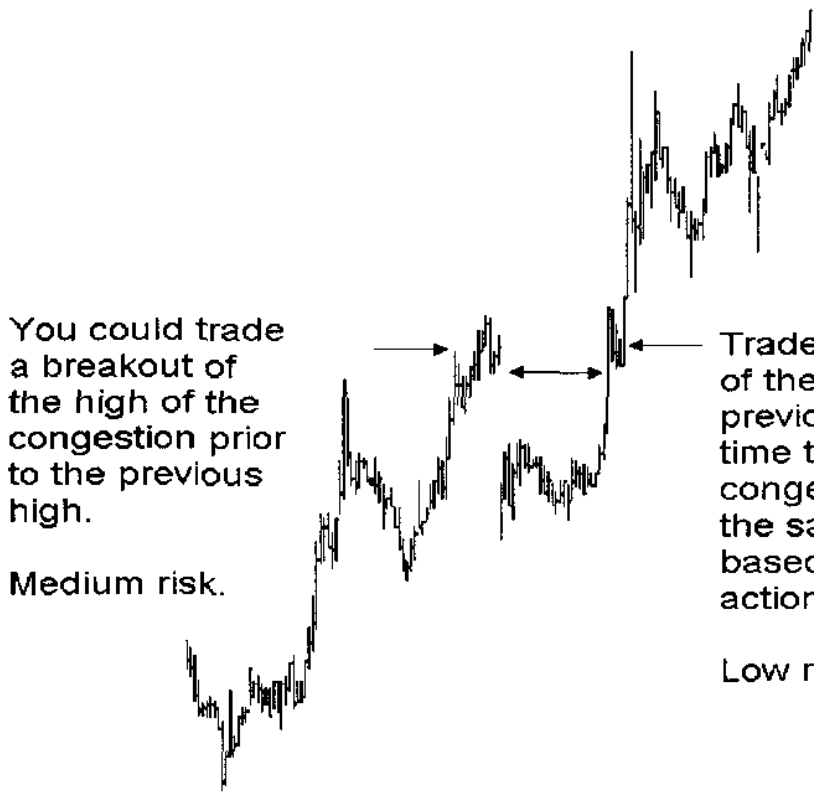 You could trade
a breakout of
the high of the
congestion prior
to the previous
high.
Medium risk.
Trade
of the
previo
time t
conge
the sa
based
action
Low r